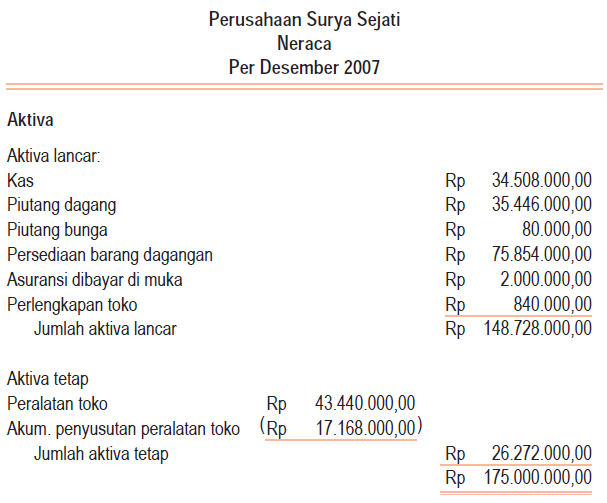 Perusahaan Surya Sejati
Neraca
Per Desember 2007
Aktiva
Aktiva lancar:
Kas Rp 34.508.000,00
Piutang dagang Rp 35.446.000,00
Piutang bunga Rp 80.000,00
Persediaan barang dagangan Rp 75.854.000,00
Asuransi dibayar di muka Rp 2.000.000,00
Perlengkapan toko Rp 840.000,00
Jumlah aktiva lancar Rp 148.728.000,00
Aktiva tetap
Peralatan toko Rp 43.440.000,00
Akum. penyusutan peralatan toko (Rp 17.168.000,00)
Jumlah aktiva tetap Rp 26.272.000,00
Rp 175.000.000,00